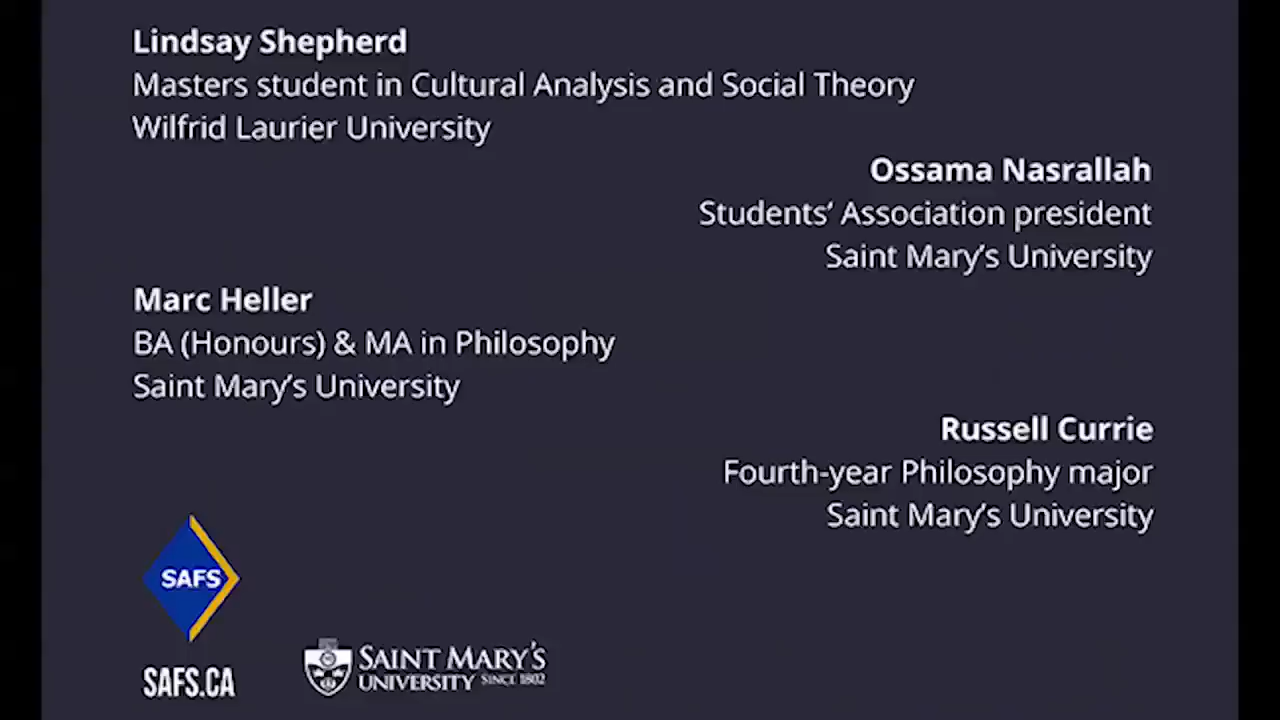 Lindsay Shepherd
Masters student in Cultural Analysis and Social Theory
Wilfrid Laurier University
Ossama Nasrallah
Students’ Association president
Saint Mary’s University
Marc Heller
BA (Honours) & MA in Philosophy
Saint Mary’s University
Russell Currie
Fourth-year Philosophy major
Saint Mary’s University
SAFS
SAFS.CA
SAINT MARY'S
UNIVERSITY SINCE 1802